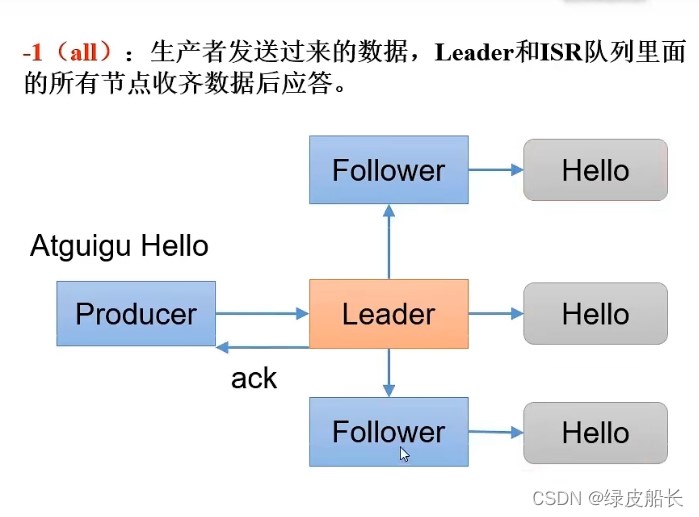 -1（all）：生产者发送过来的数据，Leader和ISR队列里面
的所有节点收齐数据后应答。
Follower
Hello
Atguigu Hello
Producer
Leader
Hello
ack
Follower
Hello
CSDN @绿皮船长